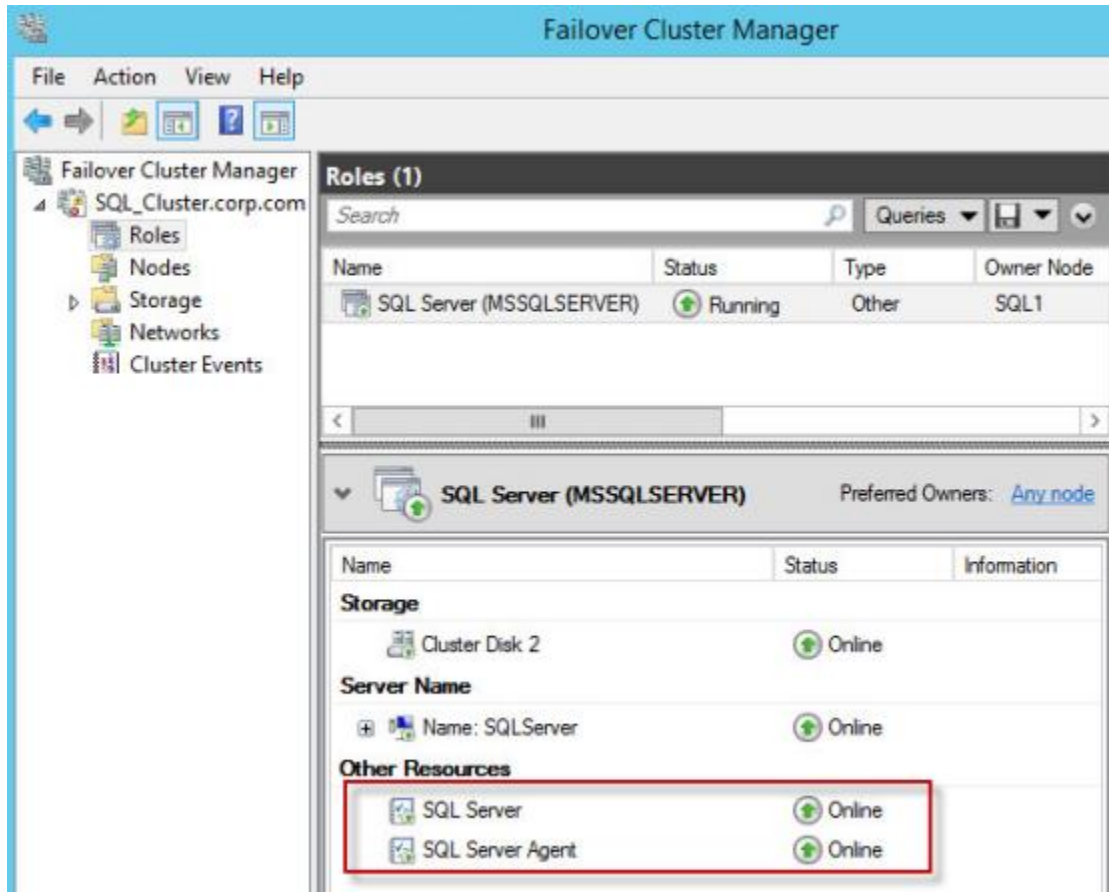 Failover Cluster Manager
File Action View Help
Failover Cluster Manager
SQL_Cluster.corp.com
Roles
Nodes
Storage
Networks
Cluster Events
Roles (1)
Search Queries
Name Status Type Owner Node
SQL Server (MSSQLSERVER) Running Other SQL1
SQL Server (MSSQLSERVER) Preferred Owners: Any node
Name Status Information
Storage
Cluster Disk 2 Online
Server Name
Name: SQLServer Online
Other Resources
SQL Server Online
SQL Server Agent Online